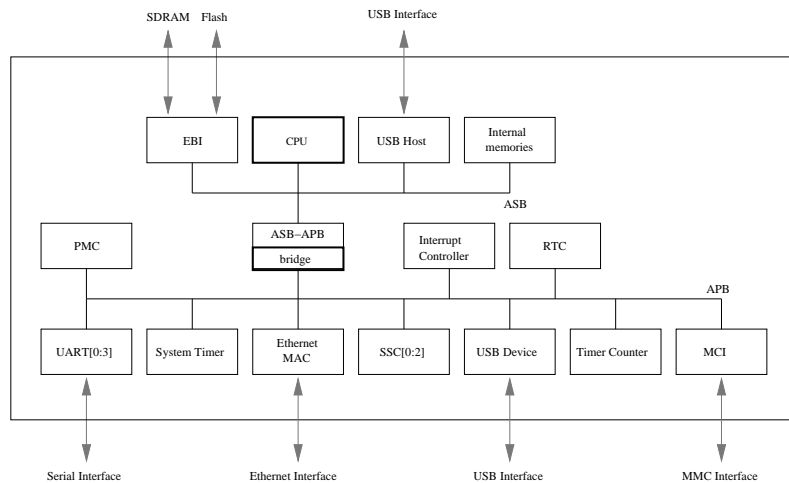 SDRAM
Flash
USB Interface
EBI
CPU
USB Host
Internal
memories
ASB
PMC
ASB–APB
bridge
Interrupt
Controller
RTC
APB
UART[0:3]
System Timer
Ethernet
MAC
SSC[0:2]
USB Device
Timer Counter
MCI
Serial Interface
Ethernet Interface
USB Interface
MMC Interface